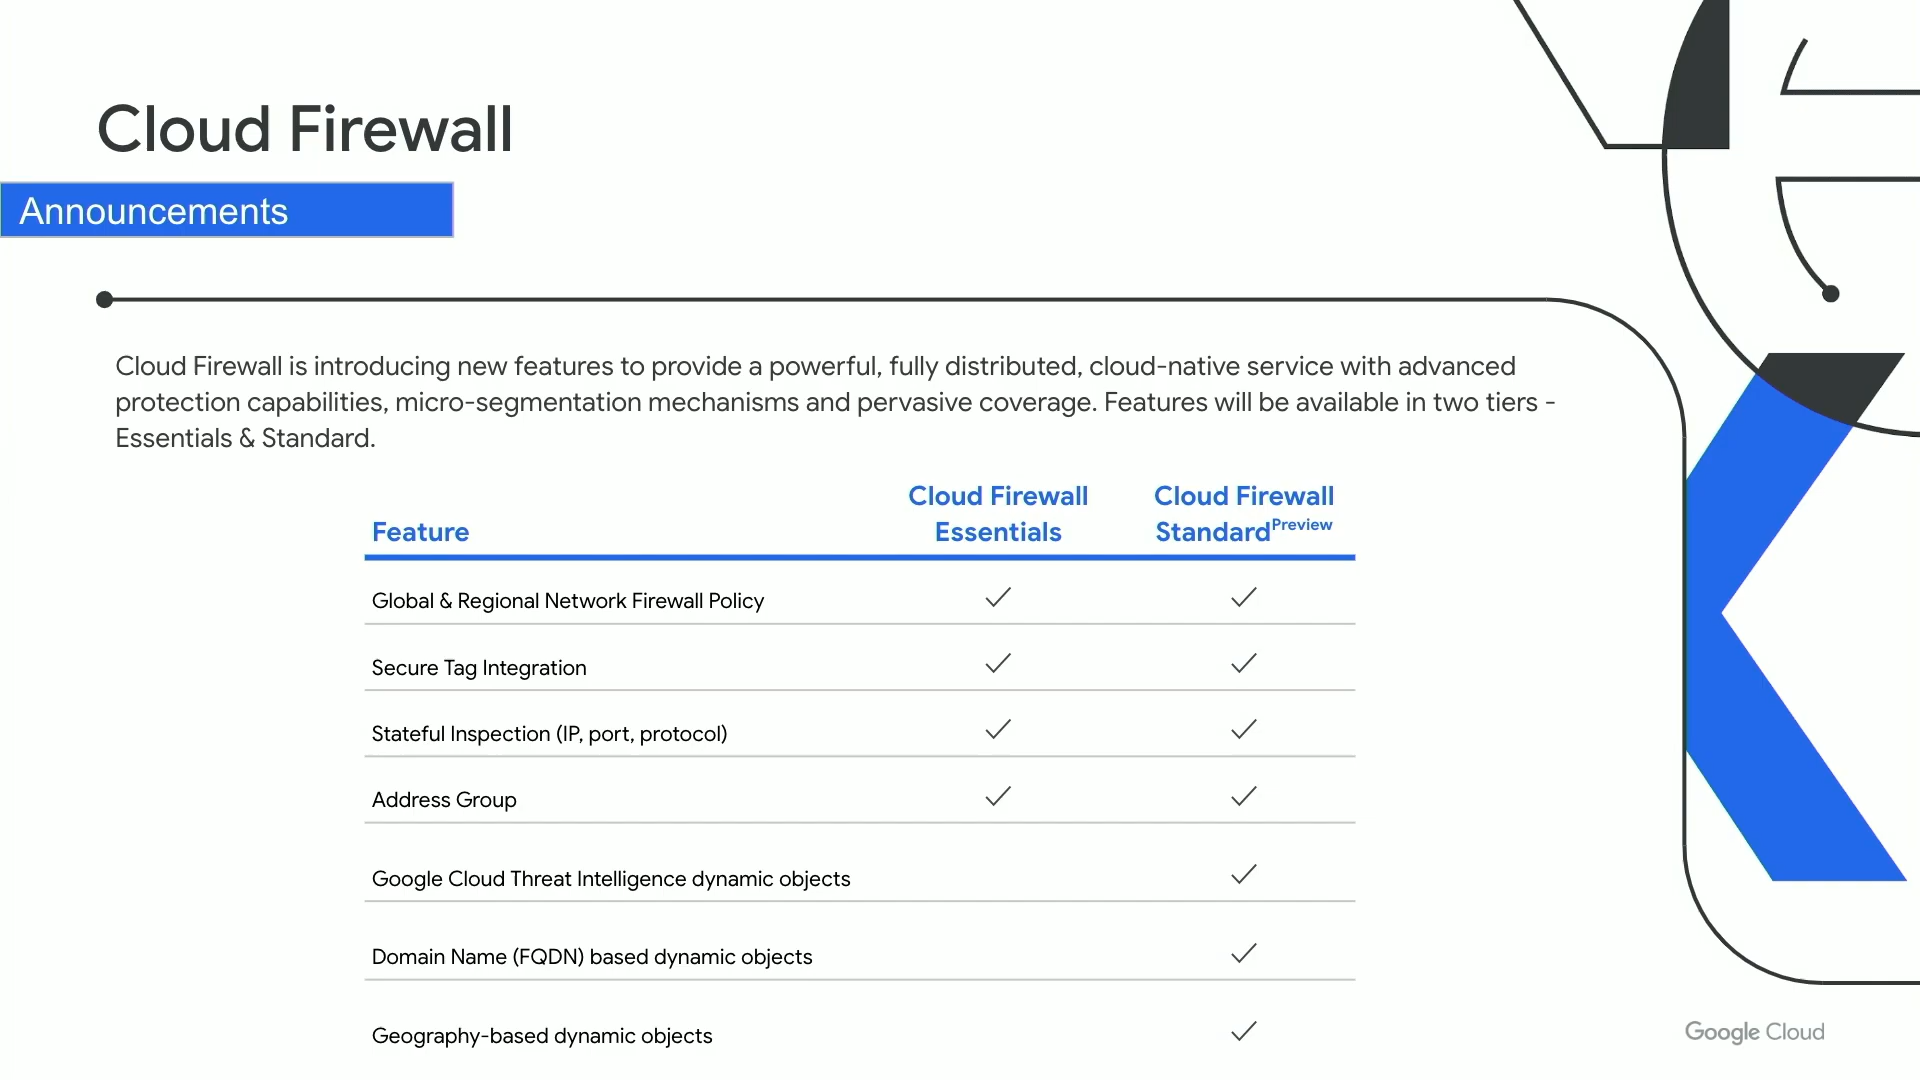 Cloud Firewall
Announcements
Cloud Firewall is introducing new features to provide a powerful, fully distributed, cloud-native service with advanced
protection capabilities, micro-segmentation mechanisms and pervasive coverage. Features will be available in two tiers -
Essentials & Standard.
Feature
Cloud Firewall
Essentials
Cloud Firewall
Standard Preview
Global & Regional Network Firewall Policy ✓ ✓
Secure Tag Integration ✓ ✓
Stateful Inspection (IP, port, protocol) ✓ ✓
Address Group ✓ ✓
Google Cloud Threat Intelligence dynamic objects ✓
Domain Name (FQDN) based dynamic objects ✓
Geography-based dynamic objects ✓
Google Cloud